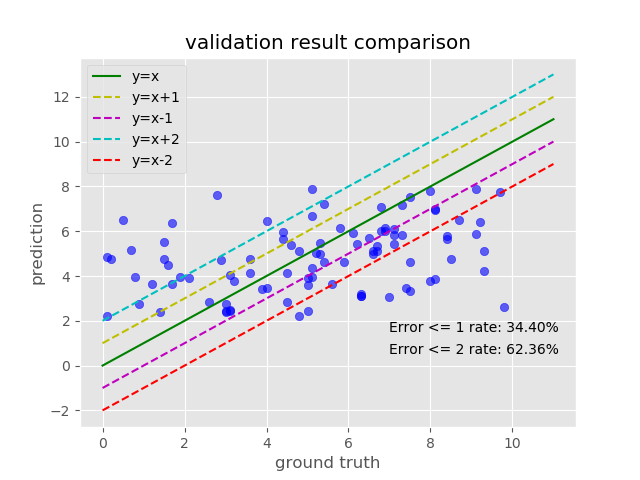 validation result comparison
y=x
y=x+1
y=x-1
y=x+2
y=x-2
12
10
8
6
4
2
0
−2
prediction
Error <= 1 rate: 34.40%
Error <= 2 rate: 62.36%
0 2 4 6 8 10
ground truth